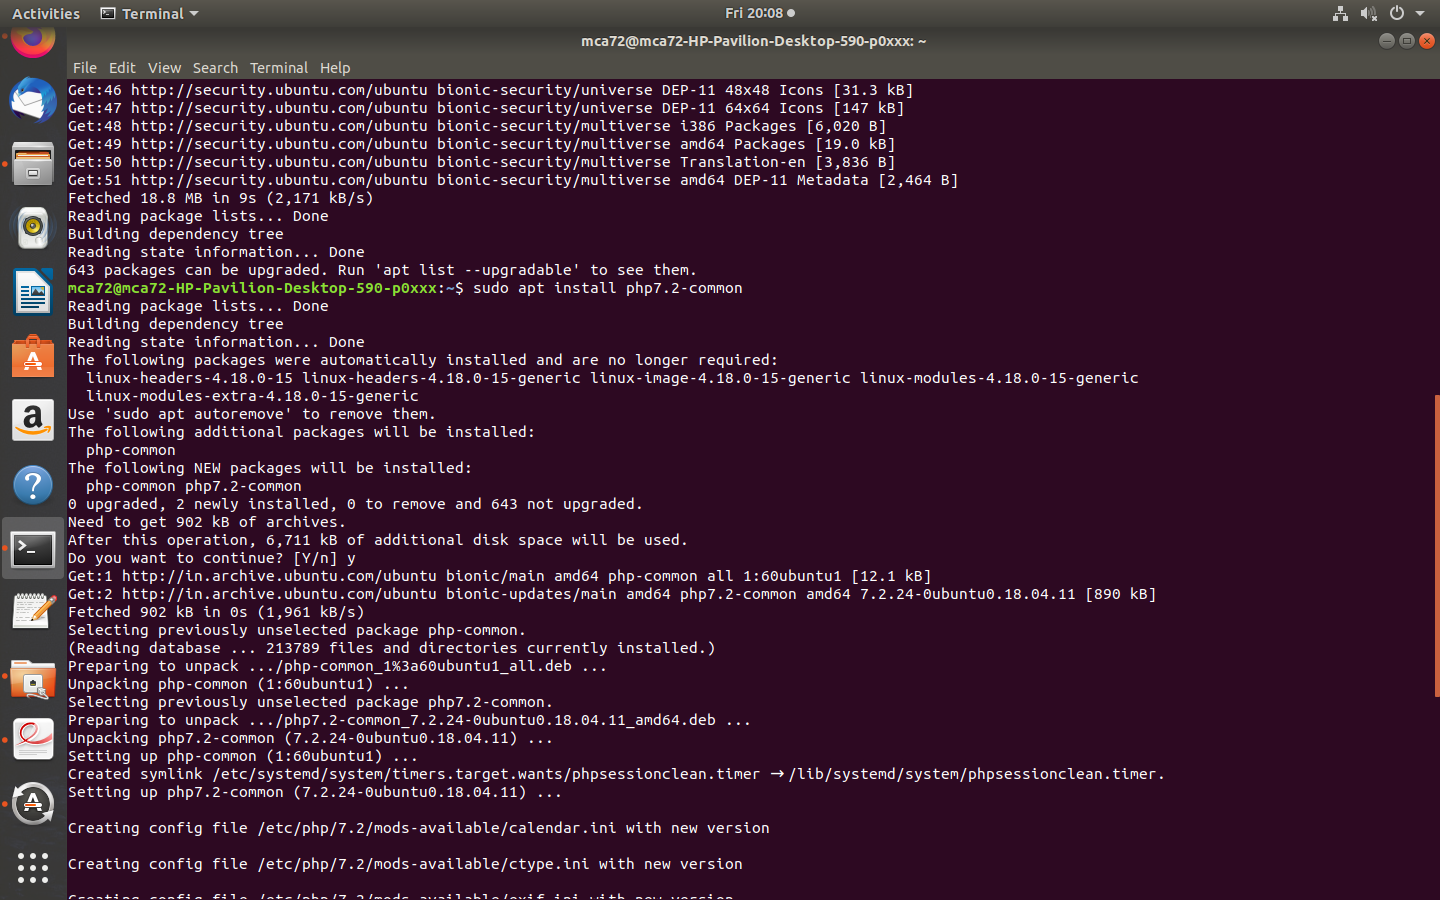 Activities Terminal Fri 20:08
mca72@mca72-HP-Pavilion-Desktop-590-p0xxx: ~
File Edit View Search Terminal Help
Get:46 http://security.ubuntu.com/ubuntu bionic-security/universe DEP-11 48x48 Icons [31.3 kB]
Get:47 http://security.ubuntu.com/ubuntu bionic-security/universe DEP-11 64x64 Icons [147 kB]
Get:48 http://security.ubuntu.com/ubuntu bionic-security/multiverse i386 Packages [6,020 B]
Get:49 http://security.ubuntu.com/ubuntu bionic-security/multiverse amd64 Packages [19.0 kB]
Get:50 http://security.ubuntu.com/ubuntu bionic-security/multiverse Translation-en [3,836 B]
Get:51 http://security.ubuntu.com/ubuntu bionic-security/multiverse amd64 DEP-11 Metadata [2,464 B]
Fetched 18.8 MB in 9s (2,171 kB/s)
Reading package lists... Done
Building dependency tree
Reading state information... Done
643 packages can be upgraded. Run 'apt list --upgradable' to see them.
mca72@mca72-HP-Pavilion-Desktop-590-p0xxx:~$ sudo apt install php7.2-common
Reading package lists... Done
Building dependency tree
Reading state information... Done
The following packages were automatically installed and are no longer required:
  linux-headers-4.18.0-15 linux-headers-4.18.0-15-generic linux-image-4.18.0-15-generic linux-modules-4.18.0-15-generic
  linux-modules-extra-4.18.0-15-generic
Use 'sudo apt autoremove' to remove them.
The following additional packages will be installed:
  php-common
The following NEW packages will be installed:
  php-common php7.2-common
0 upgraded, 2 newly installed, 0 to remove and 643 not upgraded.
Need to get 902 kB of archives.
After this operation, 6,711 kB of additional disk space will be used.
Do you want to continue? [Y/n] y
Get:1 http://in.archive.ubuntu.com/ubuntu bionic/main amd64 php-common all 1:60ubuntu1 [12.1 kB]
Get:2 http://in.archive.ubuntu.com/ubuntu bionic-updates/main amd64 php7.2-common amd64 7.2.24-0ubuntu0.18.04.11 [890 kB]
Fetched 902 kB in 0s (1,961 kB/s)
Selecting previously unselected package php-common.
(Reading database ... 213789 files and directories currently installed.)
Preparing to unpack .../php-common_1%3a60ubuntu1_all.deb ...
Unpacking php-common (1:60ubuntu1) ...
Selecting previously unselected package php7.2-common.
Preparing to unpack .../php7.2-common_7.2.24-0ubuntu0.18.04.11_amd64.deb ...
Unpacking php7.2-common (7.2.24-0ubuntu0.18.04.11) ...
Setting up php-common (1:60ubuntu1) ...
Created symlink /etc/systemd/system/timers.target.wants/phpsessionclean.timer → /lib/systemd/system/phpsessionclean.timer.
Setting up php7.2-common (7.2.24-0ubuntu0.18.04.11) ...
Creating config file /etc/php/7.2/mods-available/calendar.ini with new version
Creating config file /etc/php/7.2/mods-available/ctype.ini with new version
Creating config file /etc/php/7.2/mods-available/exif.ini with new version